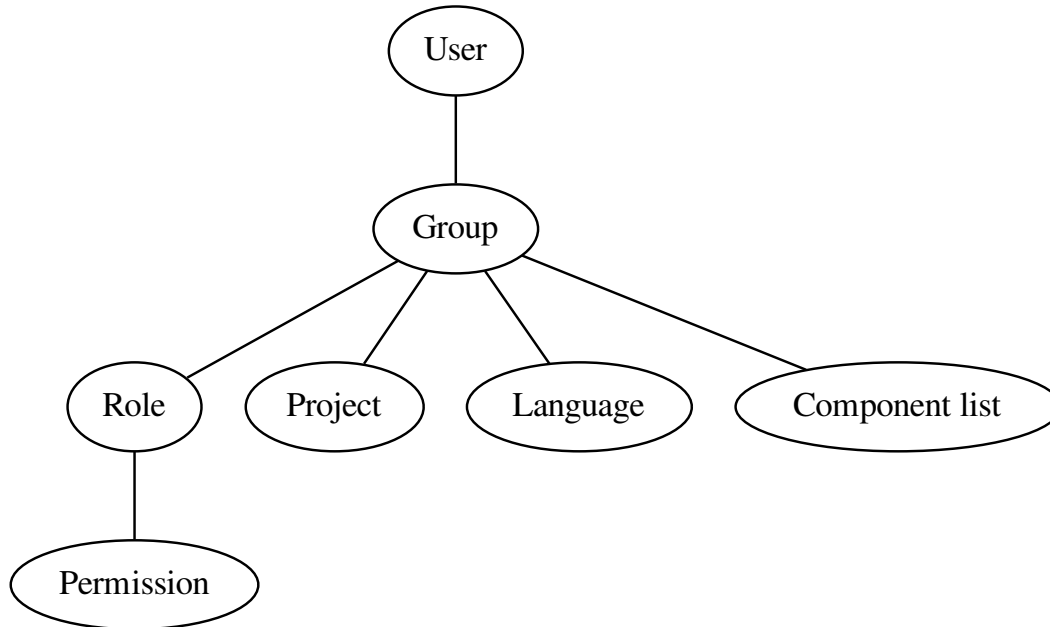 User
Group
Role
Project
Language
Component list
Permission